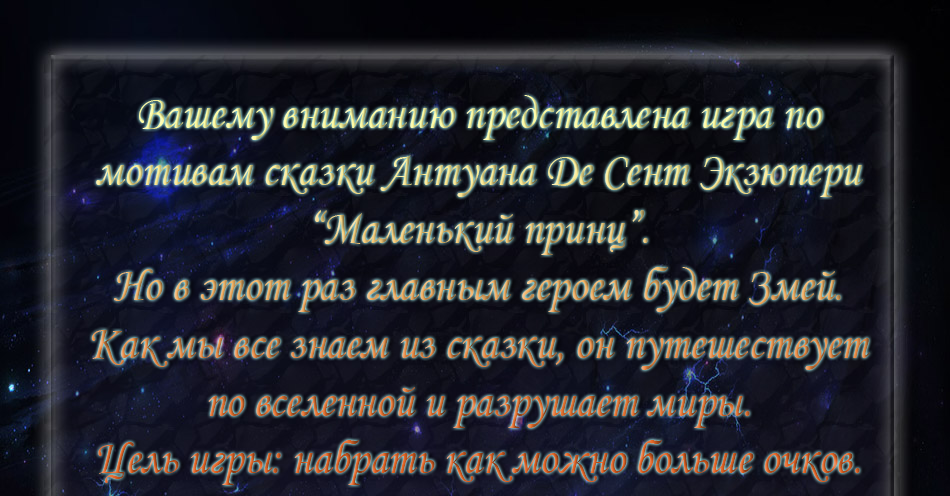 Вашему вниманию представлена игра по
мотивам сказки Антуана Де Сент Экзюпери
“Маленький принц”.
Но в этот раз главным героем будет Змей.
Как мы все знаем из сказки, он путешествует
по вселенной и разрушает миры.
Цель игры: набрать как можно больше очков.